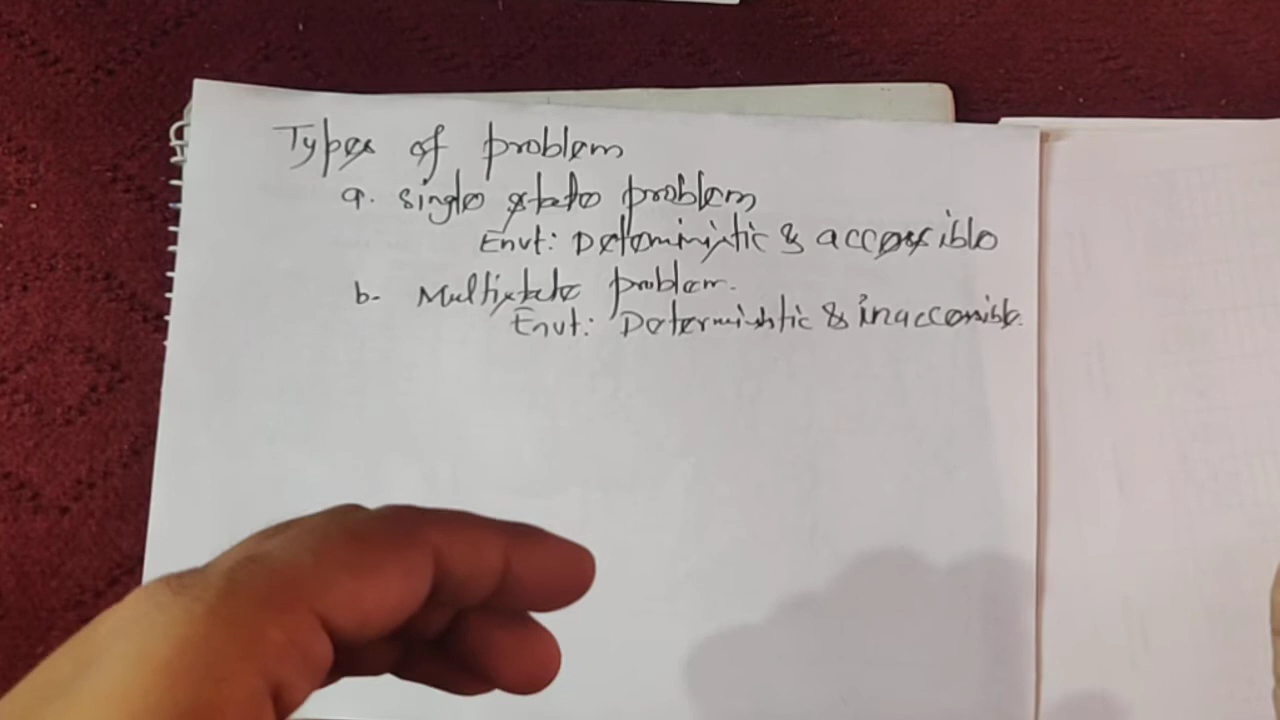 Types of problem
a. single state problem
Envt: Deterministic & accessible
b. Multistate problem.
Envt: Deterministic & inaccessible.